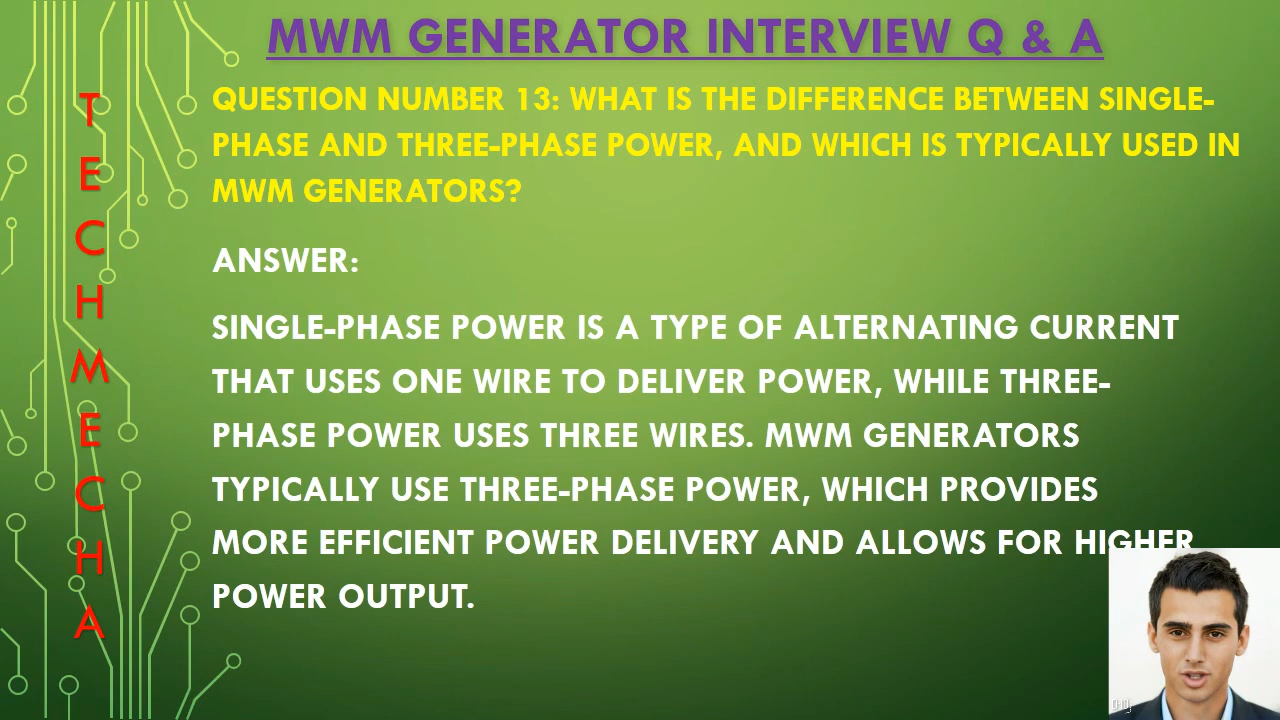 MWM GENERATOR INTERVIEW Q & A
QUESTION NUMBER 13: WHAT IS THE DIFFERENCE BETWEEN SINGLE-
PHASE AND THREE-PHASE POWER, AND WHICH IS TYPICALLY USED IN
MWM GENERATORS?
ANSWER:
SINGLE-PHASE POWER IS A TYPE OF ALTERNATING CURRENT
THAT USES ONE WIRE TO DELIVER POWER, WHILE THREE-
PHASE POWER USES THREE WIRES. MWM GENERATORS
TYPICALLY USE THREE-PHASE POWER, WHICH PROVIDES
MORE EFFICIENT POWER DELIVERY AND ALLOWS FOR HIGHER
POWER OUTPUT.
T
E
C
H
M
E
C
H
A